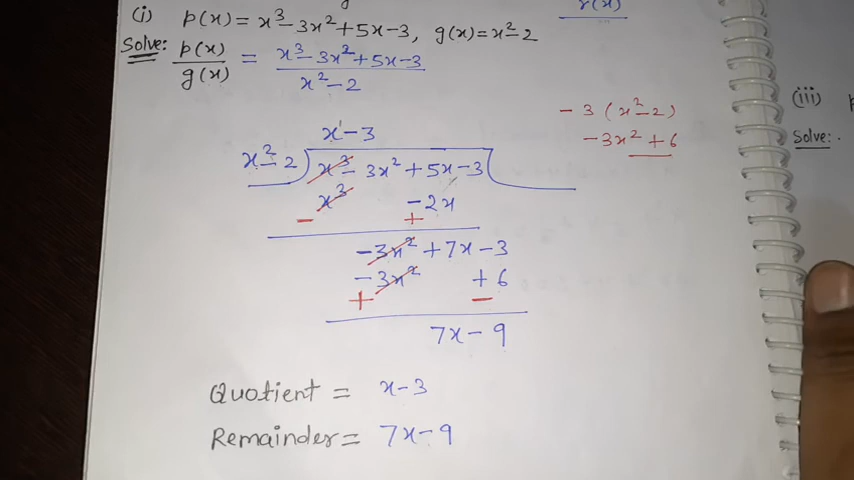 (i) p(x) = x³ - 3x² + 5x - 3, g(x) = x² - 2
Solve: p(x)/g(x) = (x³ - 3x² + 5x - 3)/(x² - 2)
x - 3
x² - 2 ) x³ - 3x² + 5x - 3
x³ - 2x
- +
-3x² + 7x - 3
-3x² + 6
+ -
7x - 9
Quotient = x - 3
Remainder = 7x - 9
-3 (x² - 2)
-3x² + 6
(iii)
Solve: